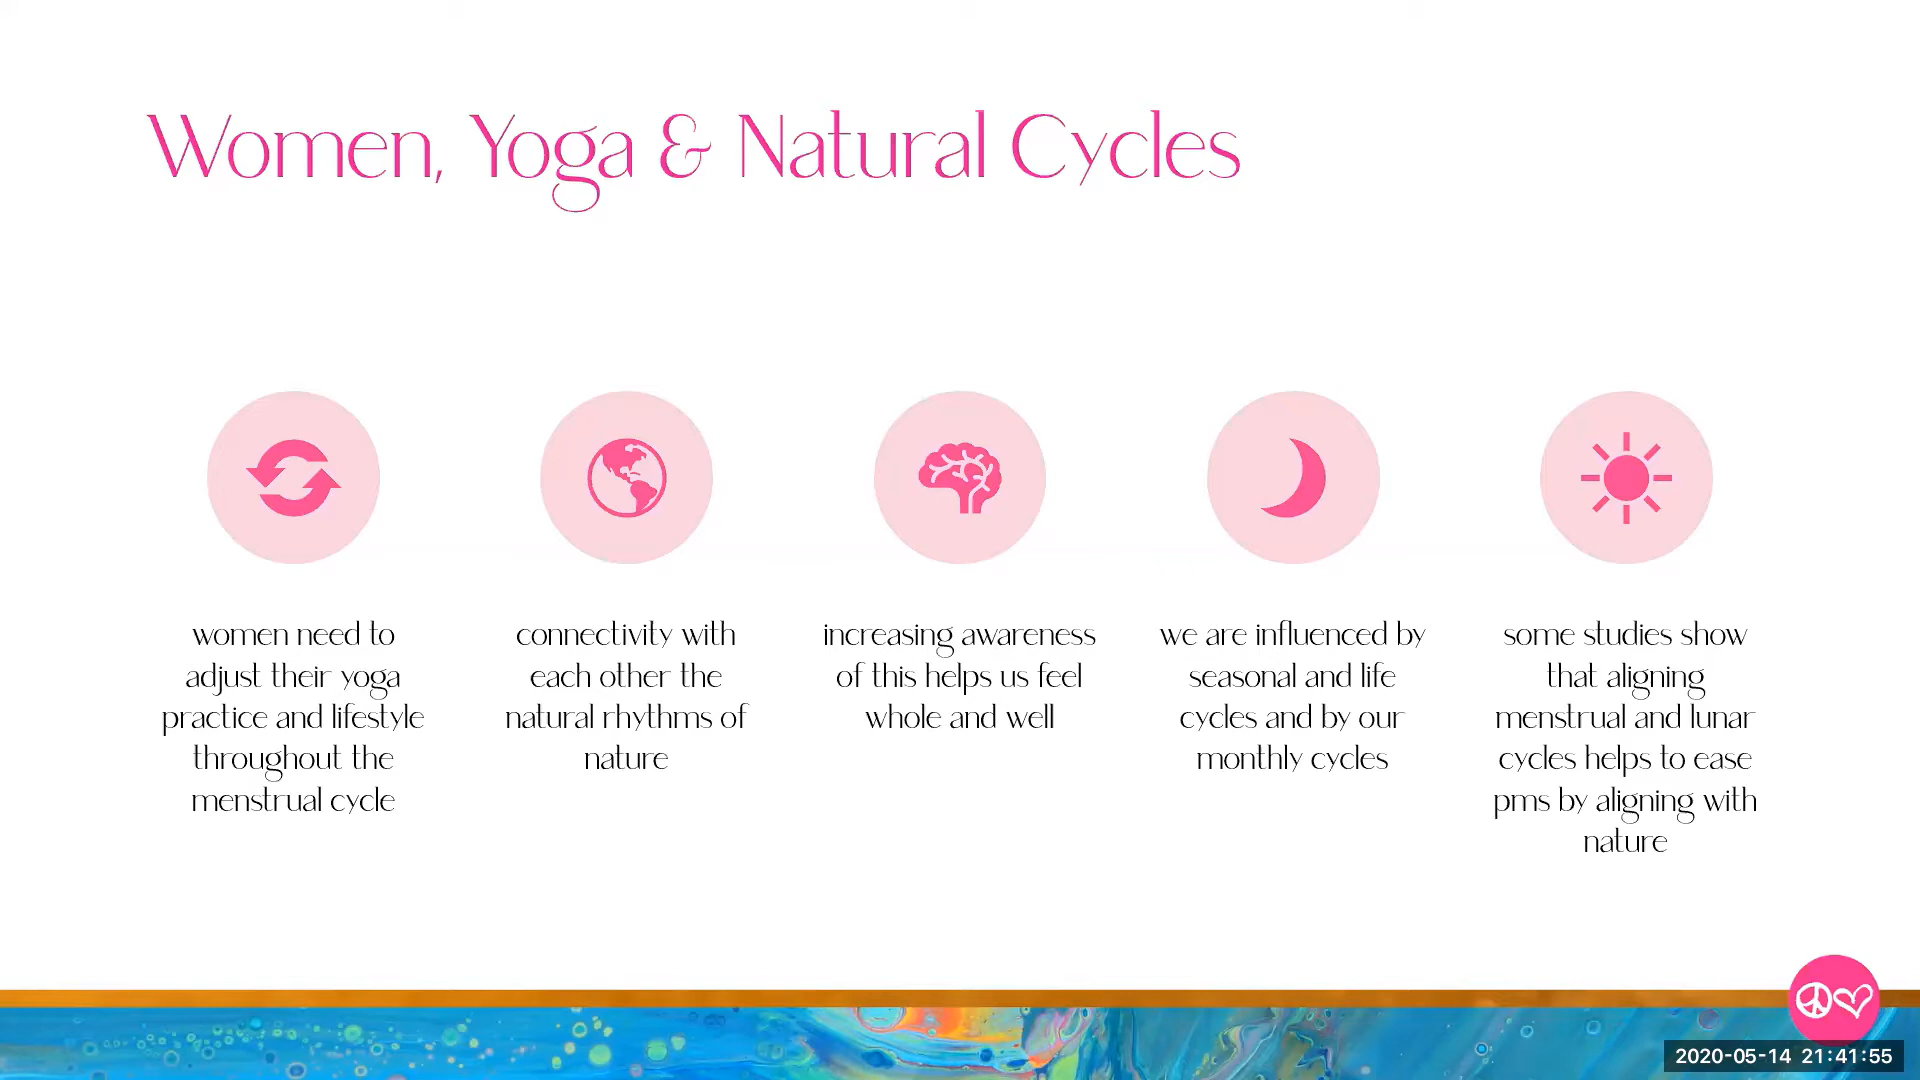 Women, Yoga & Natural Cycles
women need to
adjust their yoga
practice and lifestyle
throughout the
menstrual cycle
connectivity with
each other the
natural rhythms of
nature
increasing awareness
of this helps us feel
whole and well
we are influenced by
seasonal and life
cycles and by our
monthly cycles
some studies show
that aligning
menstrual and lunar
cycles helps to ease
pms by aligning with
nature
2020-05-14 21:41:55